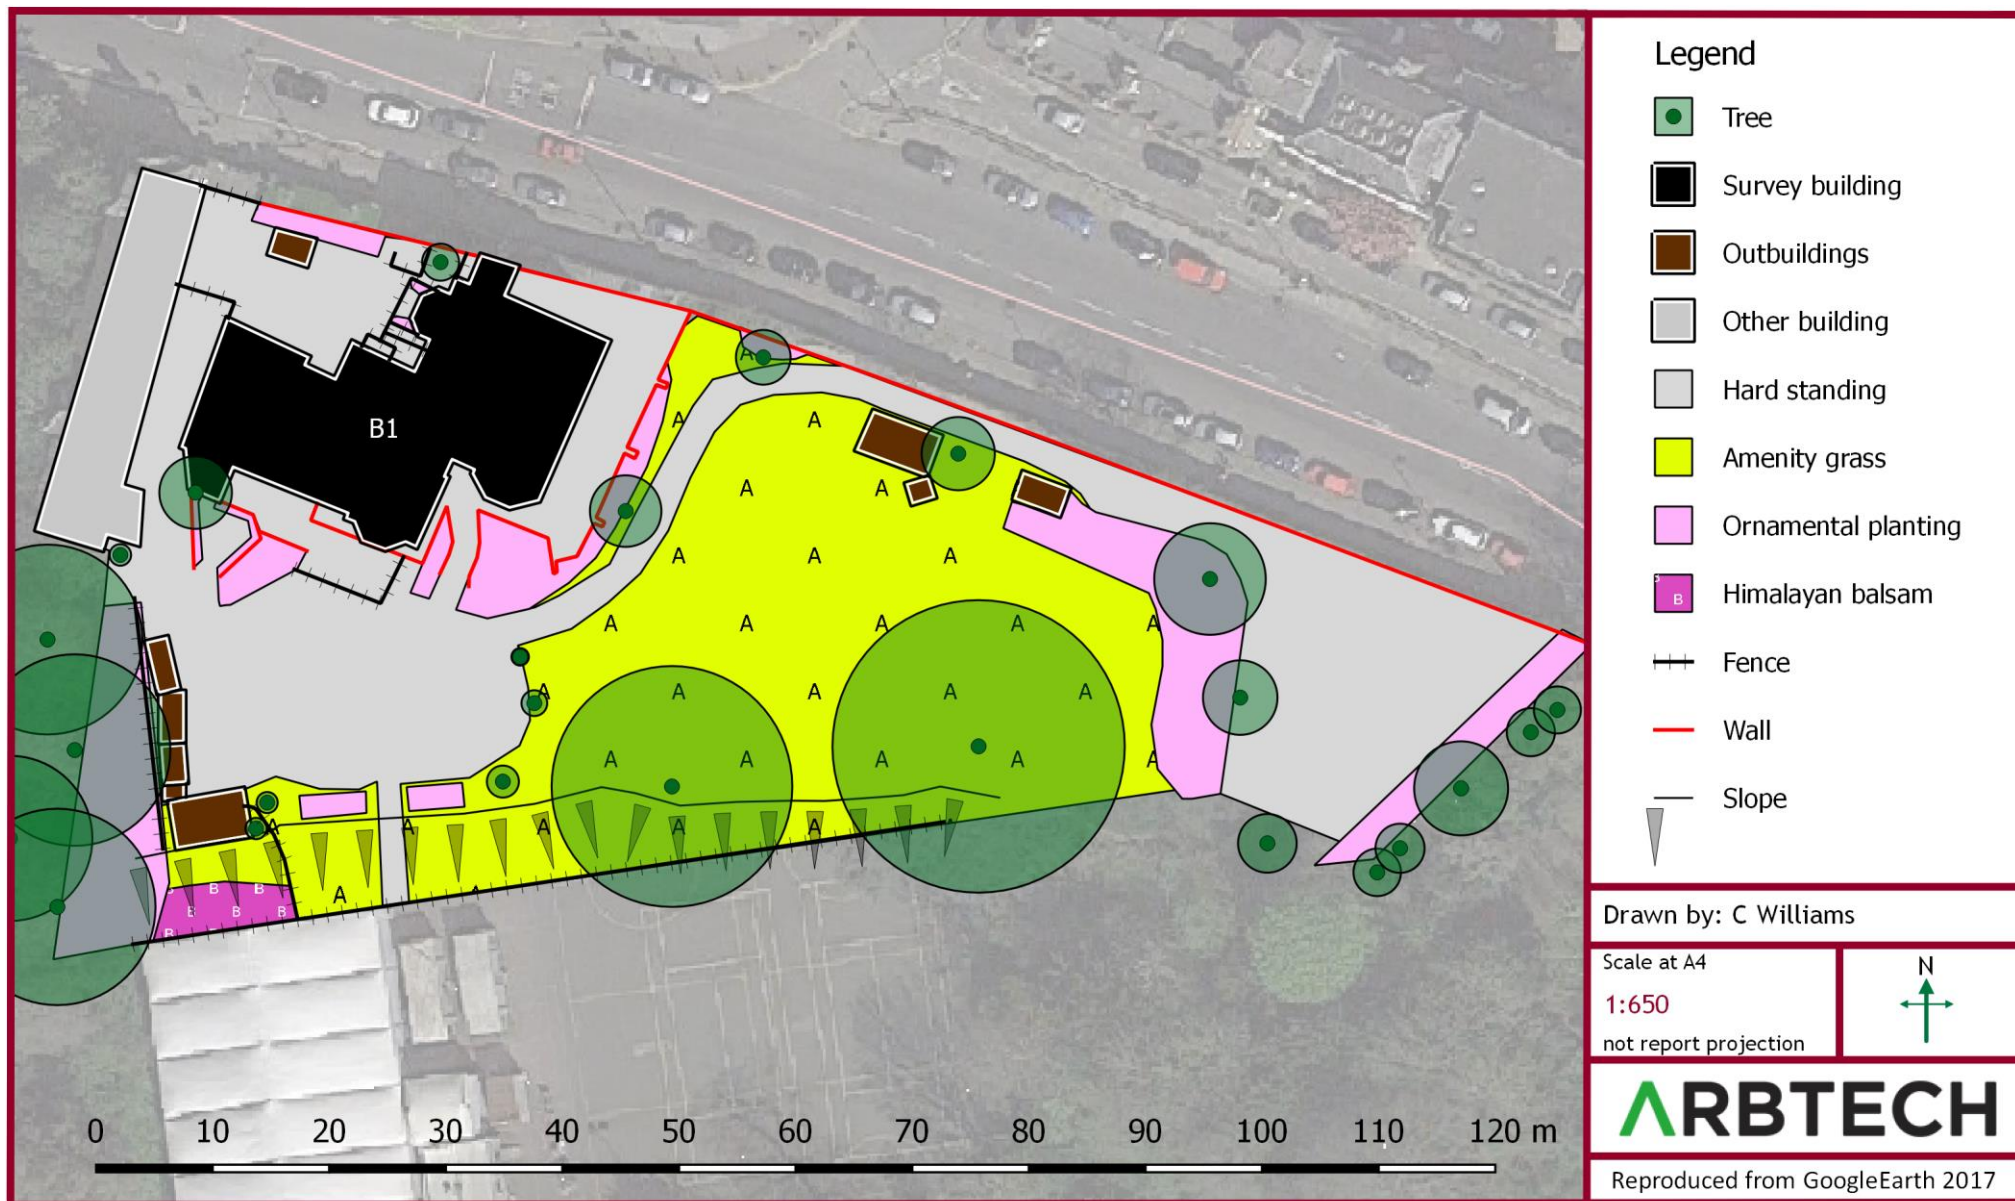 B1
A
A A
A A
A A A
A A A A A
A A A A A
A A A A A
A A A A A
A
B B B
B B B
B
0 10 20 30 40 50 60 70 80 90 100 110 120 m
Legend
Tree
Survey building
Outbuildings
Other building
Hard standing
Amenity grass
Ornamental planting
B
Himalayan balsam
Fence
Wall
Slope
Drawn by: C Williams
Scale at A4
1:650
not report projection
N
ARBTECH
Reproduced from GoogleEarth 2017